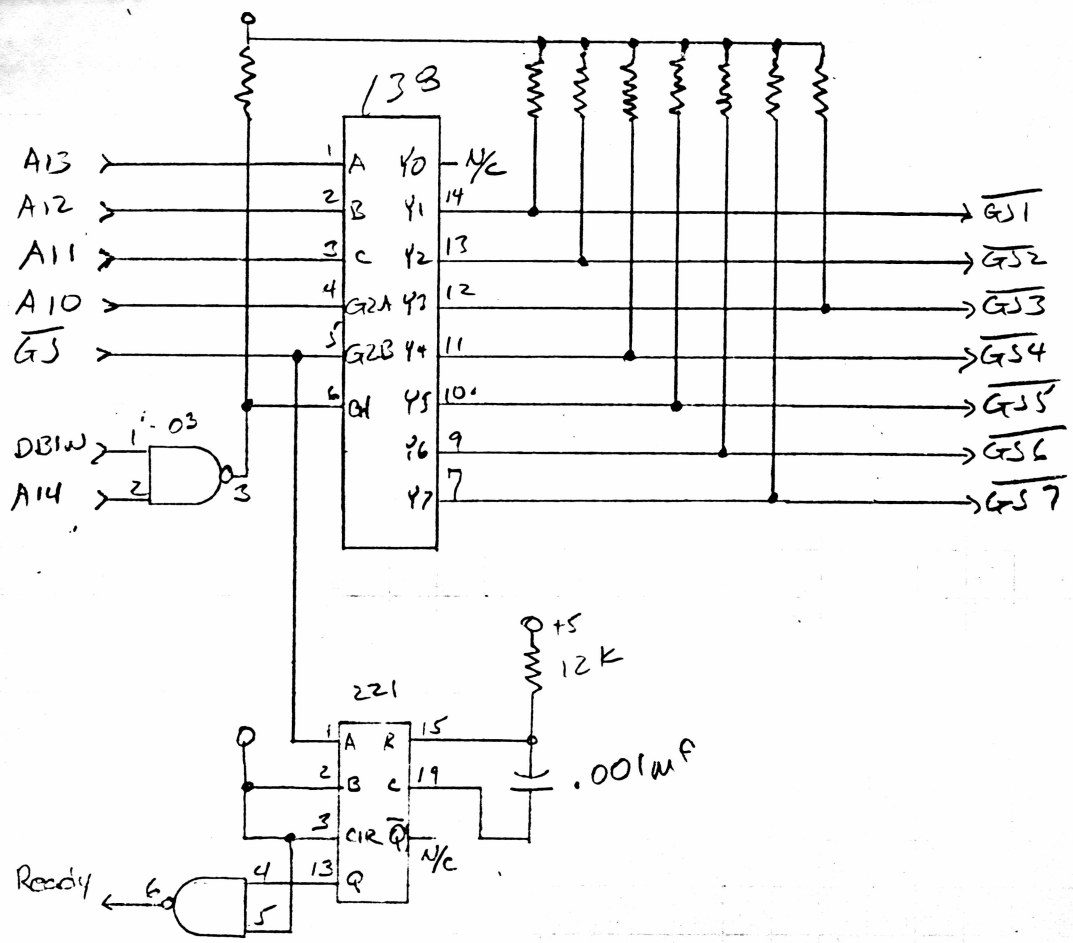 138
A13
1
A
Y0
N/C
A12
2
B
Y1
14
GS1
A11
3
C
Y2
13
GS2
A10
4
G2A
Y3
12
GS3
GS
5
G2B
Y4
11
GS4
6
G1
Y5
10
GS5
DBIN
1
03
Y6
9
GS6
A14
2
3
Y7
7
GS7
+5
12K
221
1
A
R
15
2
B
C
19
.001mf
3
ClR
Q
N/C
Ready
6
4
13
Q
5